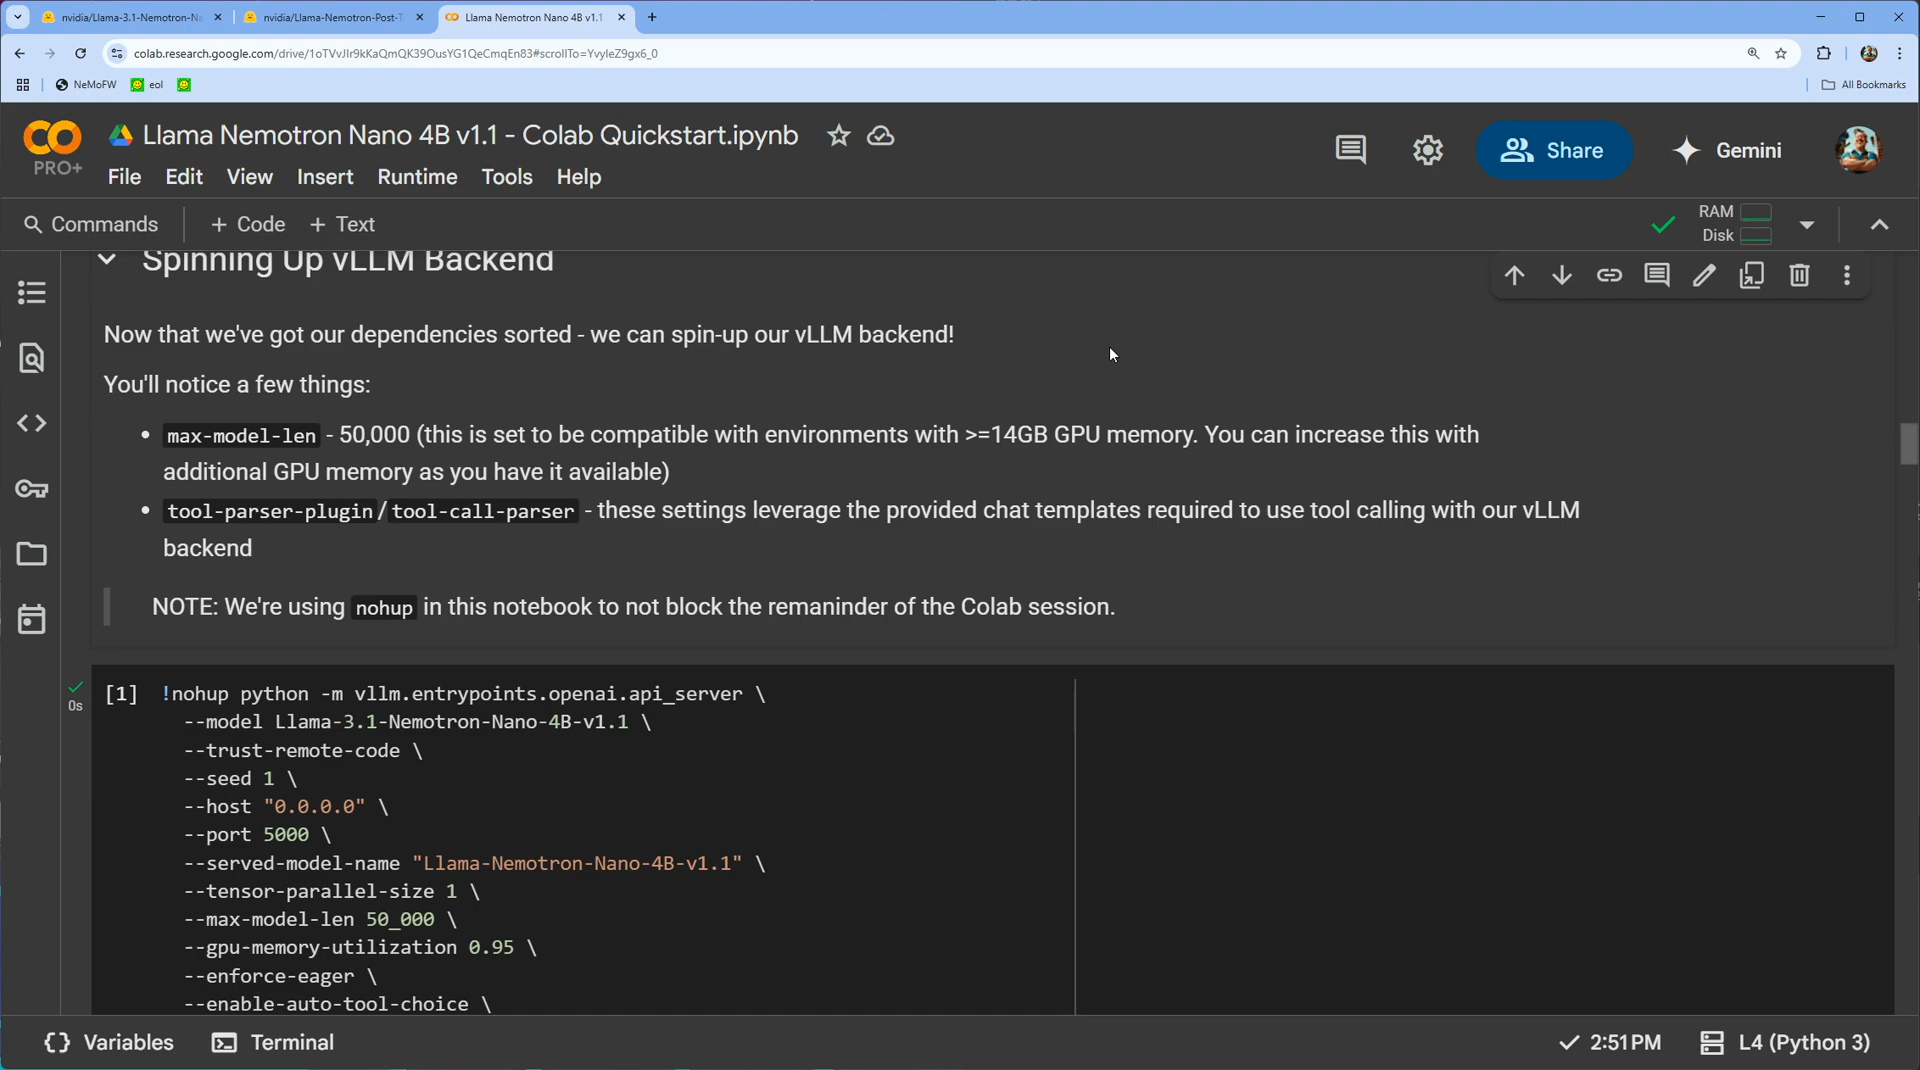 nvidia/Llama-3.1-Nemotron-Na
nvidia/Llama-Nemotron-Post-T
Llama Nemotron Nano 4B v1.1
colab.research.google.com/drive/1oTVvJIr9kKaQmQK39OusYG1QeCmqEn83#scrollTo=YvyleZ9gx6_0
NeMoFW
eol
All Bookmarks
PRO+
Llama Nemotron Nano 4B v1.1 - Colab Quickstart.ipynb
Share
Gemini
File Edit View Insert Runtime Tools Help
Commands
+ Code + Text
RAM
Disk
Spinning Up vLLM Backend
Now that we've got our dependencies sorted - we can spin-up our vLLM backend!
You'll notice a few things:
• max-model-len - 50,000 (this is set to be compatible with environments with >=14GB GPU memory. You can increase this with
additional GPU memory as you have it available)
• tool-parser-plugin/tool-call-parser - these settings leverage the provided chat templates required to use tool calling with our vLLM
backend
NOTE: We're using nohup in this notebook to not block the remaninder of the Colab session.
0s
[1] !nohup python -m vllm.entrypoints.openai.api_server \
--model Llama-3.1-Nemotron-Nano-4B-v1.1 \
--trust-remote-code \
--seed 1 \
--host "0.0.0.0" \
--port 5000 \
--served-model-name "Llama-Nemotron-Nano-4B-v1.1" \
--tensor-parallel-size 1 \
--max-model-len 50_000 \
--gpu-memory-utilization 0.95 \
--enforce-eager \
--enable-auto-tool-choice \
Variables
Terminal
2:51 PM
L4 (Python 3)